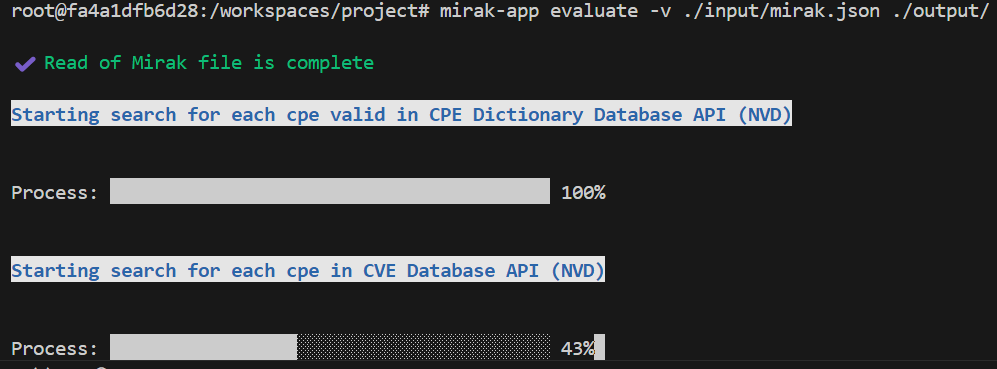 root@fa4a1dfb6d28:/workspaces/project# mirak-app evaluate -v ./input/mirak.json ./output/
✔ Read of Mirak file is complete
Starting search for each cpe valid in CPE Dictionary Database API (NVD)
Process: 100%
Starting search for each cpe in CVE Database API (NVD)
Process: 43%